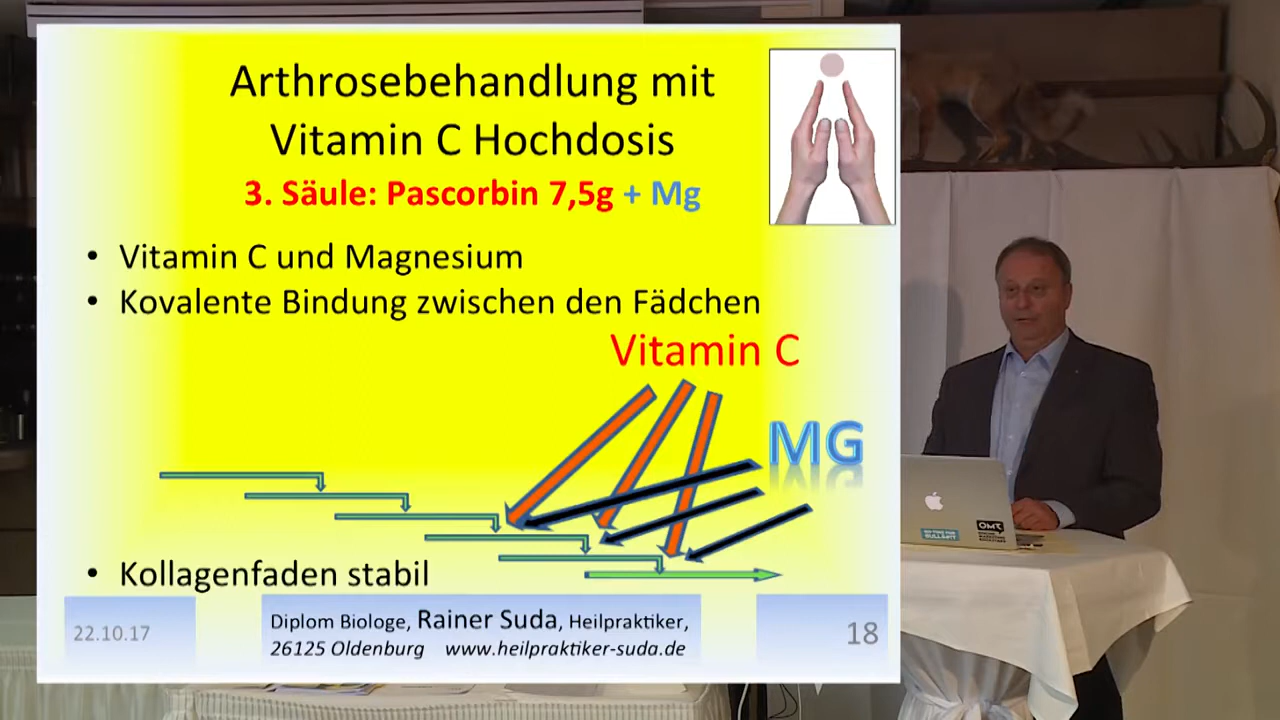 Arthrosebehandlung mit
Vitamin C Hochdosis
3. Säule: Pascorbin 7,5g + Mg
• Vitamin C und Magnesium
• Kovalente Bindung zwischen den Fädchen
Vitamin C
MG
• Kollagenfaden stabil
22.10.17
Diplom Biologe, Rainer Suda, Heilpraktiker,
26125 Oldenburg www.heilpraktiker-suda.de
18
OMT